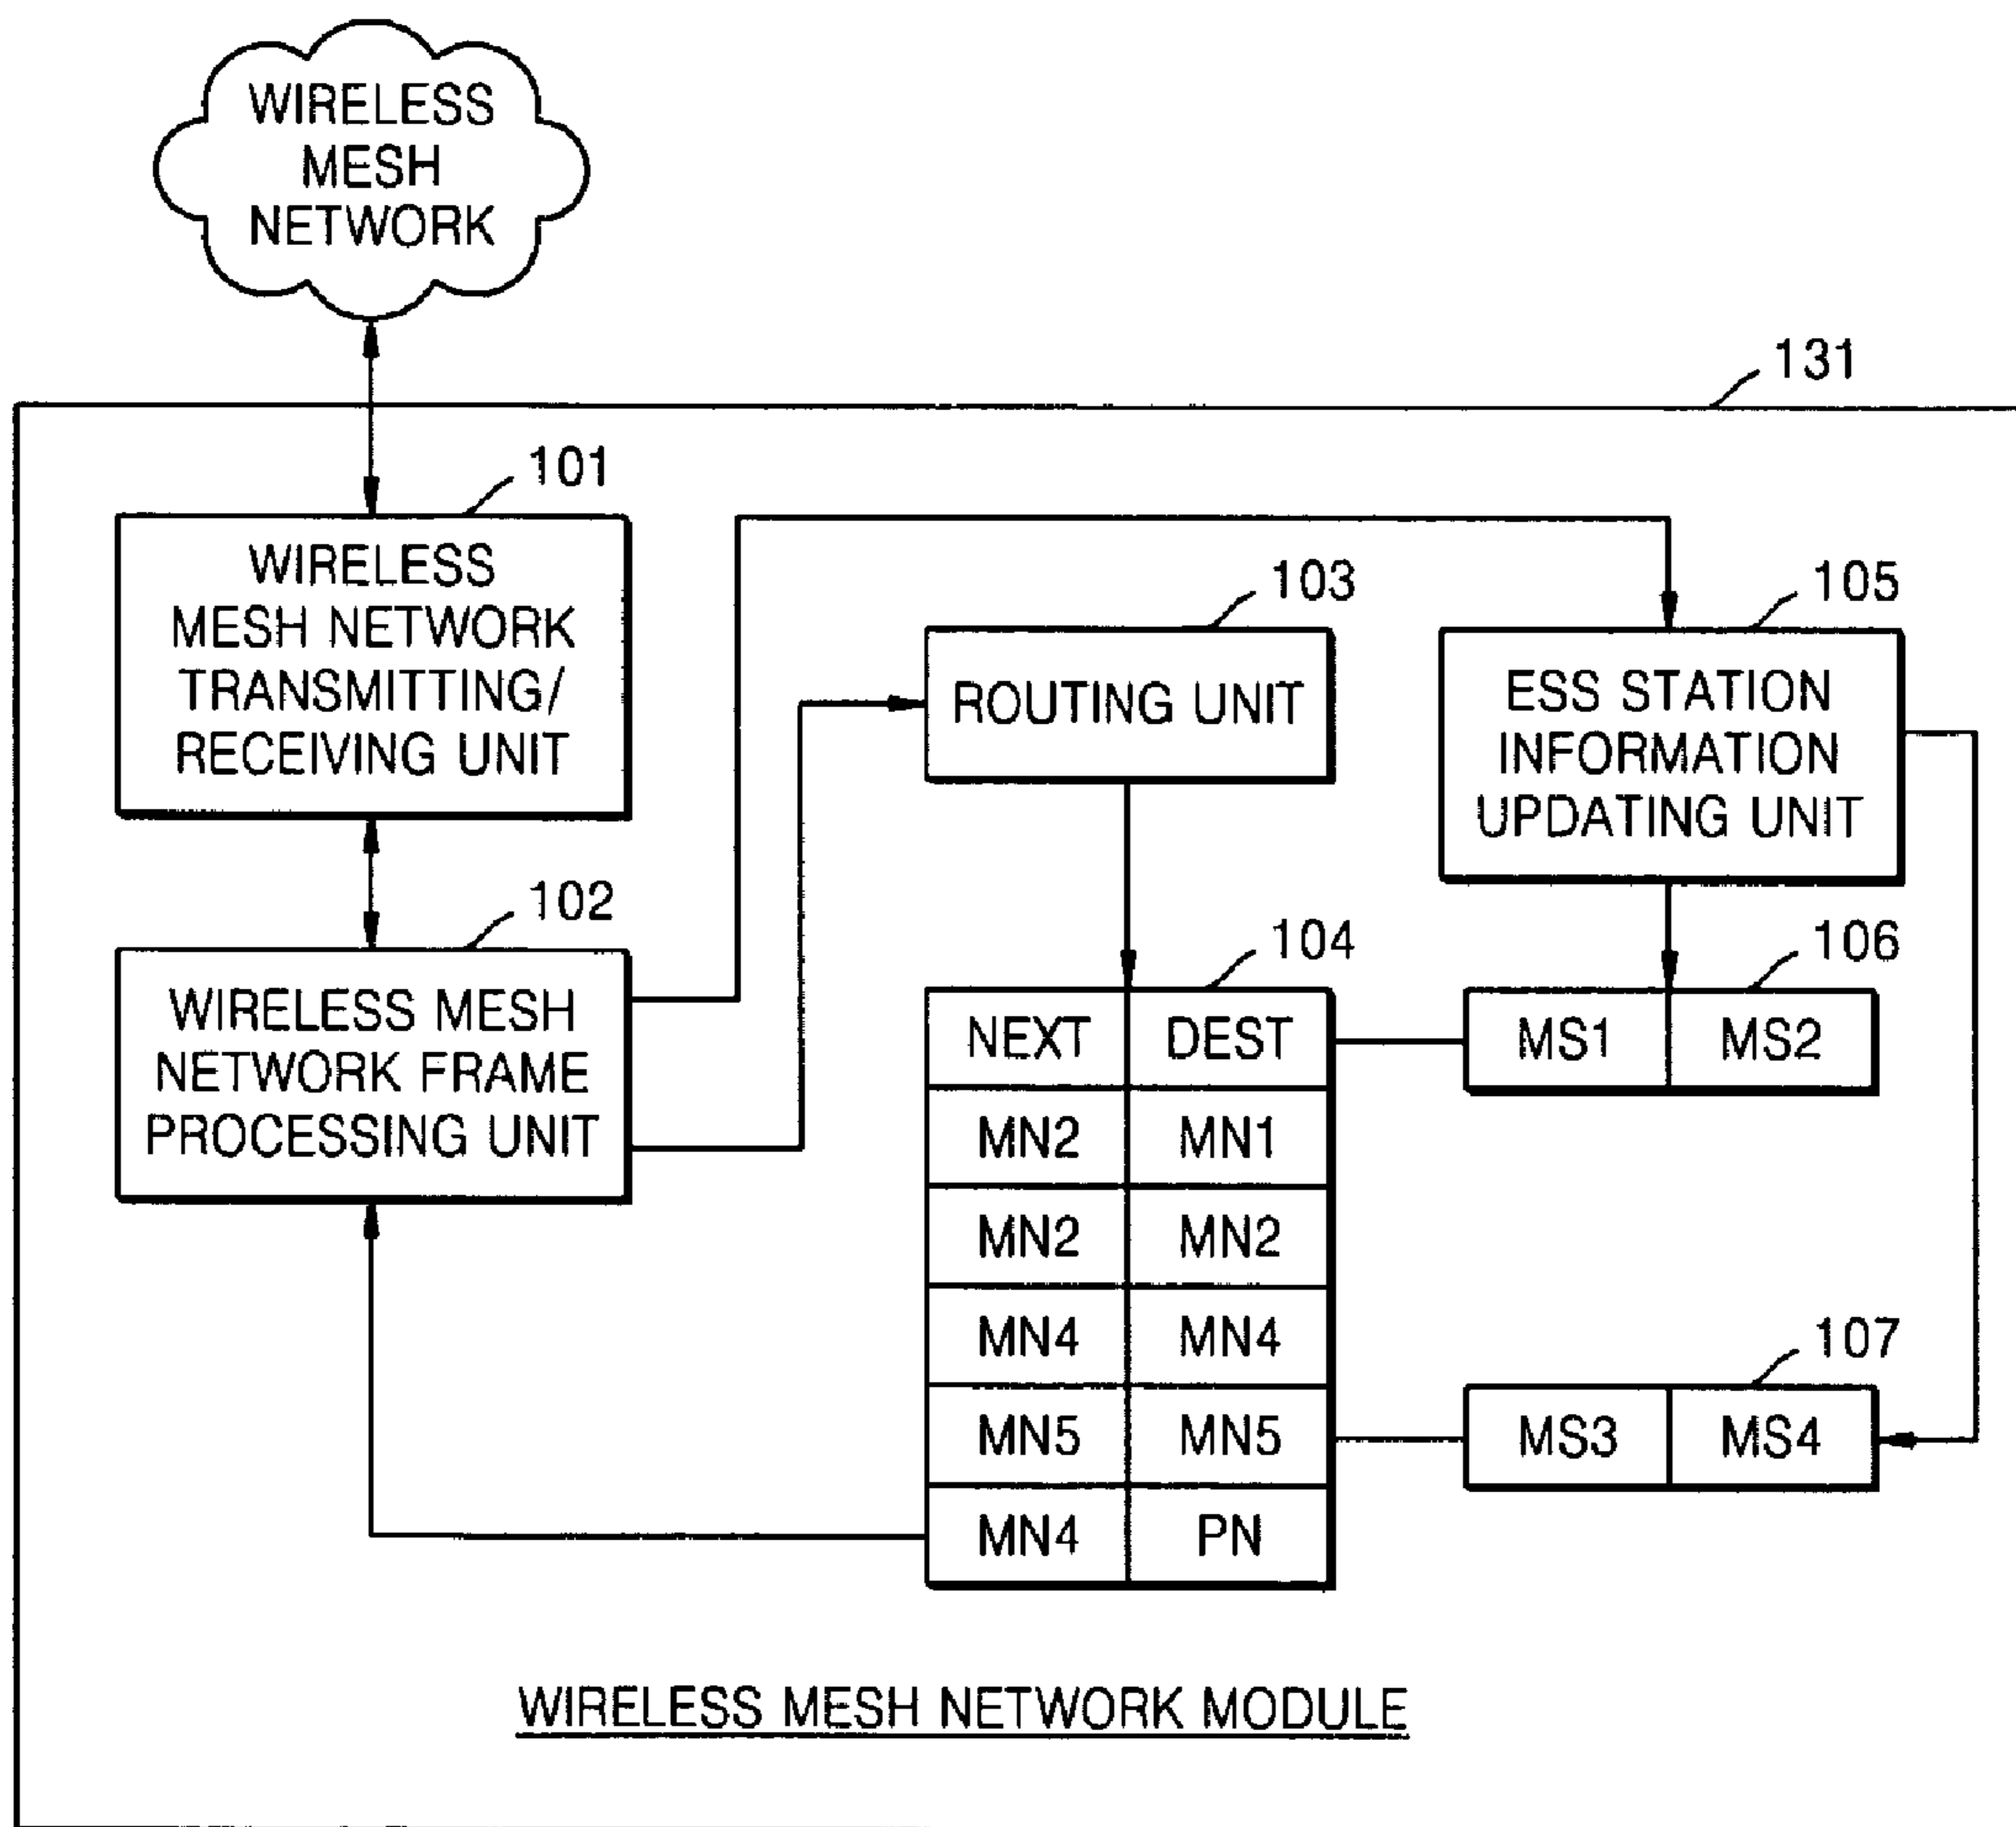 WIRELESS
MESH
NETWORK
131
101
WIRELESS
MESH NETWORK
TRANSMITTING/
RECEIVING UNIT
103
ROUTING UNIT
105
ESS STATION
INFORMATION
UPDATING UNIT
102
WIRELESS MESH
NETWORK FRAME
PROCESSING UNIT
104
NEXT DEST
MN2 MN1
MN2 MN2
MN4 MN4
MN5 MN5
MN4 PN
106
MS1 MS2
107
MS3 MS4
WIRELESS MESH NETWORK MODULE